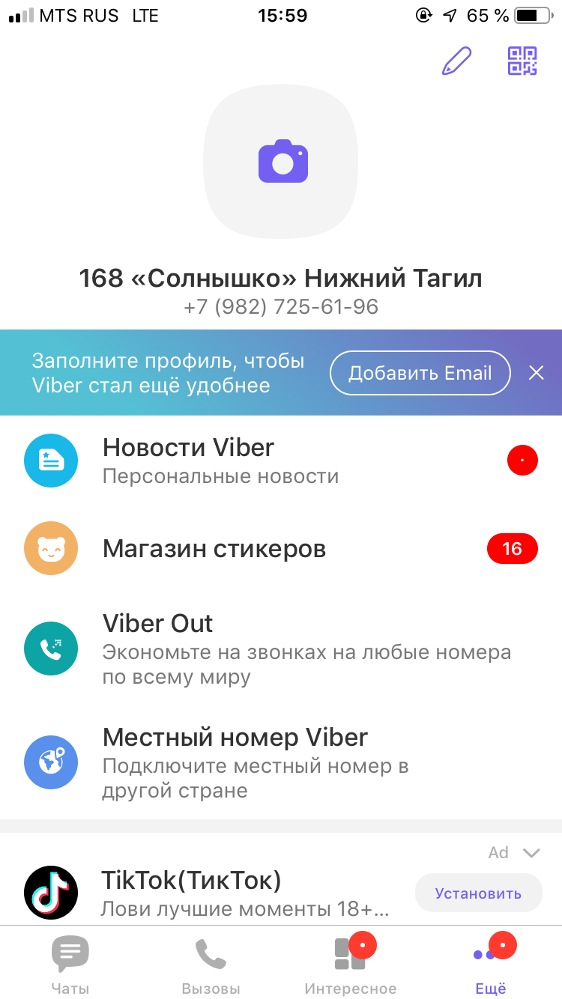 MTS RUS LTE 15:59 65 %
168 «Солнышко» Нижний Тагил
+7 (982) 725-61-96
Заполните профиль, чтобы
Viber стал ещё удобнее
Добавить Email
Новости Viber
Персональные новости
Магазин стикеров
16
Viber Out
Экономьте на звонках на любые номера
по всему миру
Местный номер Viber
Подключите местный номер в
другой стране
Ad
TikTok(ТикТок)
Лови лучшие моменты 18+...
Установить
Чаты Вызовы Интересное Ещё